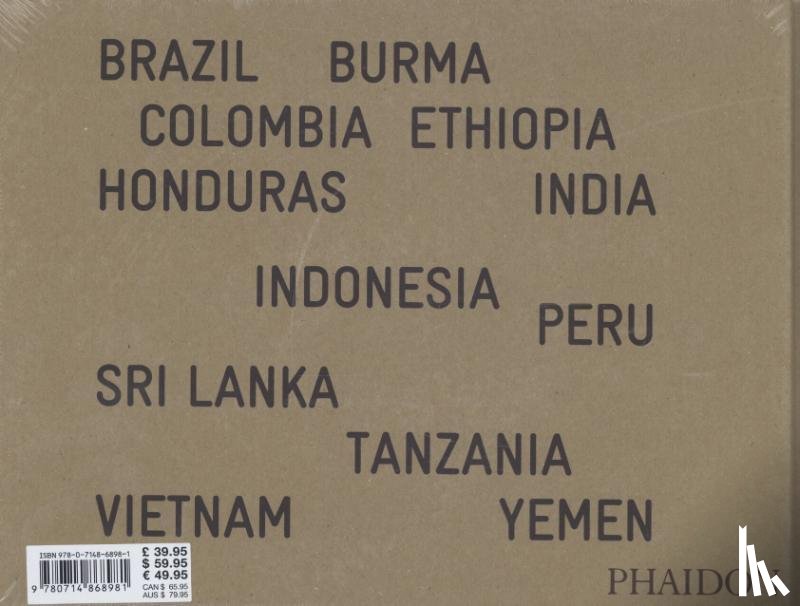 BRAZIL BURMA
COLOMBIA ETHIOPIA
HONDURAS INDIA
INDONESIA
PERU
SRI LANKA
TANZANIA
VIETNAM YEMEN
ISBN 978-0-7148-6898-1
£ 39.95
$ 59.95
€ 49.95
CAN $ 65.95
AUS $ 79.95
9 780714 868981
PHAIDON